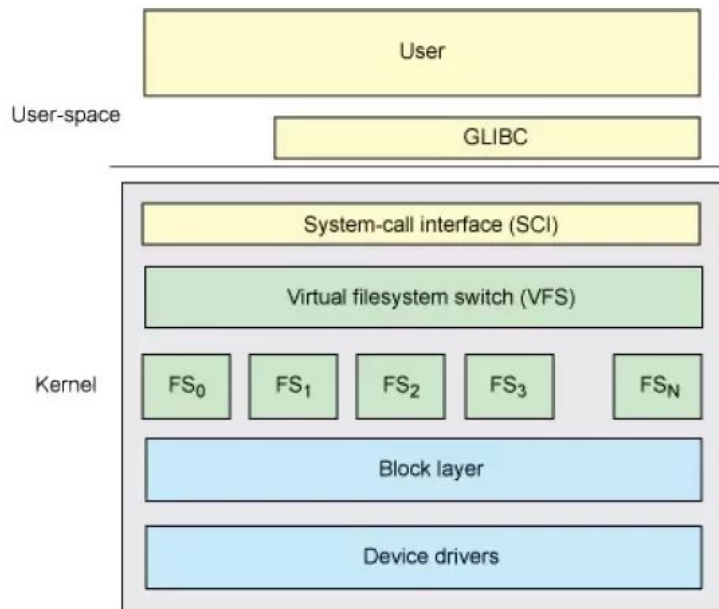 User
User-space
GLIBC
System-call interface (SCI)
Virtual filesystem switch (VFS)
Kernel
FS0 FS1 FS2 FS3 FSN
Block layer
Device drivers